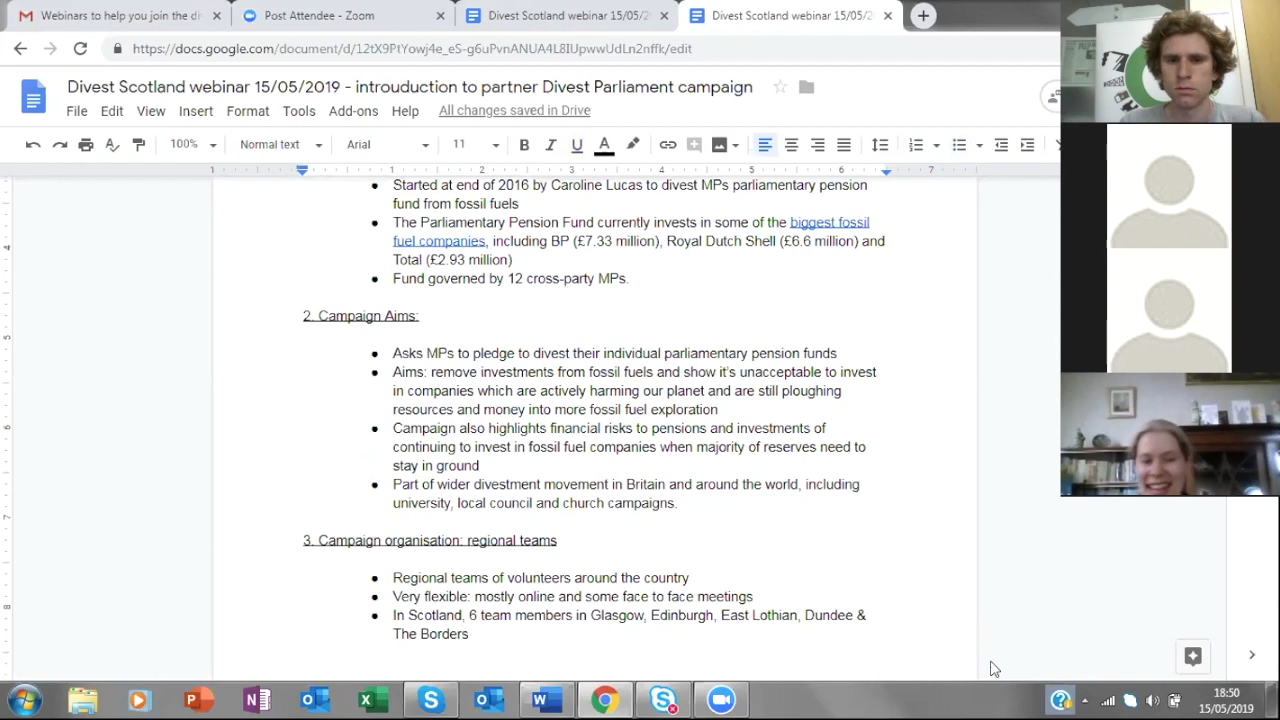 Webinars to help you join the di
Post Attendee - Zoom
Divest Scotland webinar 15/05/2
Divest Scotland webinar 15/05/2
https://docs.google.com/document/d/
/edit
Divest Scotland webinar 15/05/2019 - introuduction to partner Divest Parliament campaign
File Edit View Insert Format Tools Addons Help All changes saved in Drive
100% Normal text Arial 11 B I U A
1 1 2 3 4 5 6 7
Started at end of 2016 by Caroline Lucas to divest MPs parliamentary pension
fund from fossil fuels
The Parliamentary Pension Fund currently invests in some of the biggest fossil
fuel companies, including BP (£7.33 million), Royal Dutch Shell (£6.6 million) and
Total (£2.93 million)
Fund governed by 12 cross-party MPs.
2. Campaign Aims:
Asks MPs to pledge to divest their individual parliamentary pension funds
Aims: remove investments from fossil fuels and show it's unacceptable to invest
in companies which are actively harming our planet and are still ploughing
resources and money into more fossil fuel exploration
Campaign also highlights financial risks to pensions and investments of
continuing to invest in fossil fuel companies when majority of reserves need to
stay in ground
Part of wider divestment movement in Britain and around the world, including
university, local council and church campaigns.
3. Campaign organisation: regional teams
Regional teams of volunteers around the country
Very flexible: mostly online and some face to face meetings
In Scotland, 6 team members in Glasgow, Edinburgh, East Lothian, Dundee &
The Borders
18:50
15/05/2019